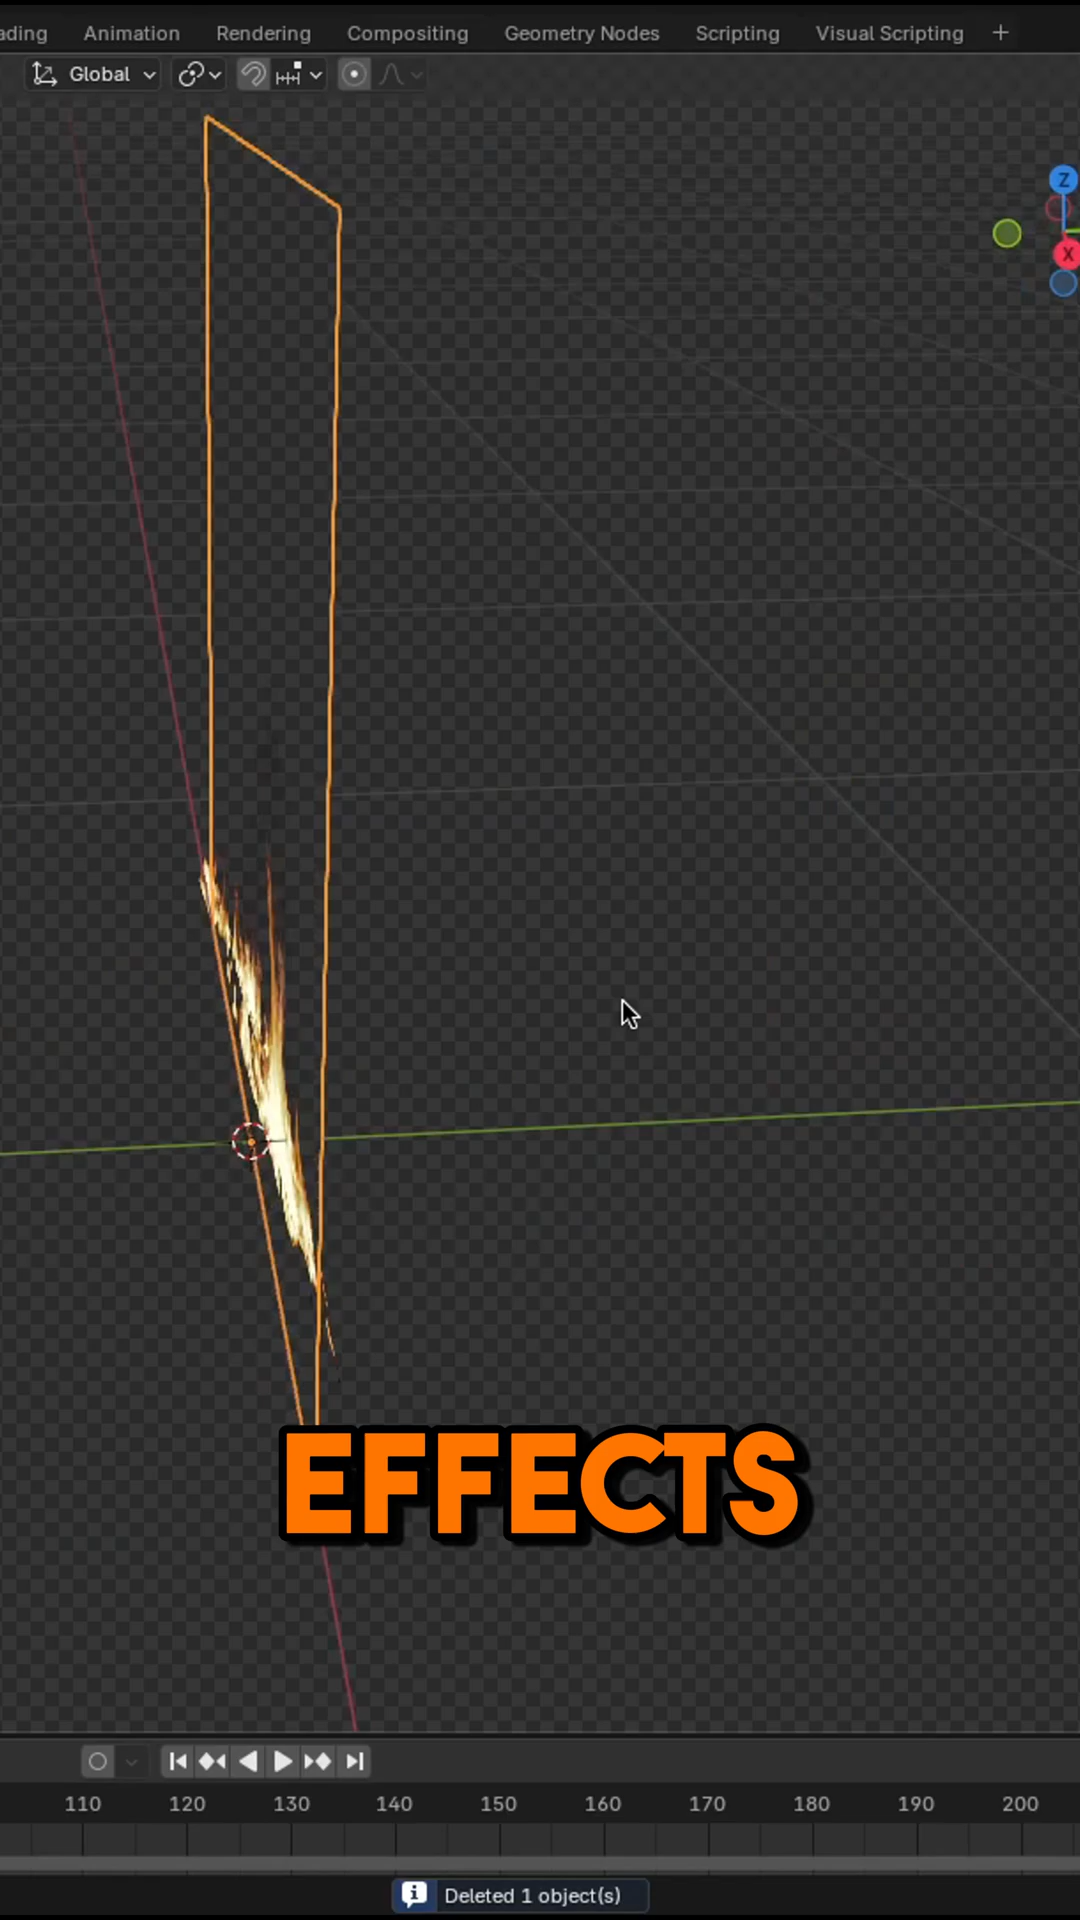 ading Animation Rendering Compositing Geometry Nodes Scripting Visual Scripting +
Global
Z
X
EFFECTS
110 120 130 140 150 160 170 180 190 200
Deleted 1 object(s)